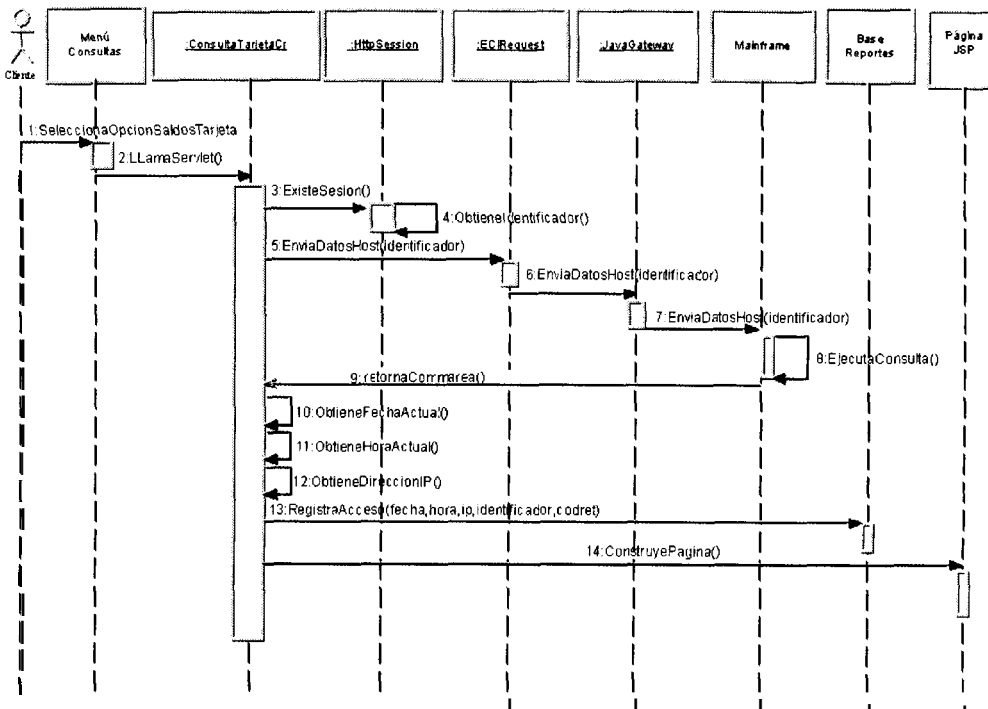 Cliente
Menú
Consultas
:ConsultaTarjetaCr
:HttpSession
:ECIRequest
:JavaGateway
Mainframe
Base
Reportes
Página
JSP
1:SeleccionaOpcionSaldosTarjeta
2:LLamaServlet()
3:ExisteSesion()
4:ObtieneIdentificador()
5:EnviaDatosHost(identificador)
6:EnviaDatosHost(identificador)
7:EnviaDatosHost(identificador)
8:EjecutaConsulta()
9:retornaCommarea()
10:ObtieneFechaActual()
11:ObtieneHoraActual()
12:ObtieneDireccionIP()
13:RegistraAcceso(fecha,hora,ip,identificador,codret)
14:ConstruyePagina()